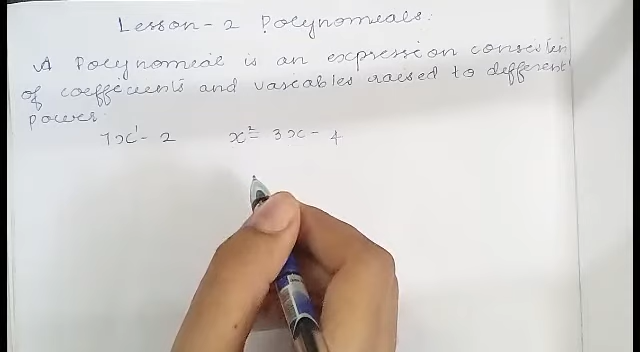 Lesson - 2 Polynomials:
A Polynomial is an expression consistin
of coefficients and variables raised to different
power.
7x¹ - 2 x² - 3x - 4